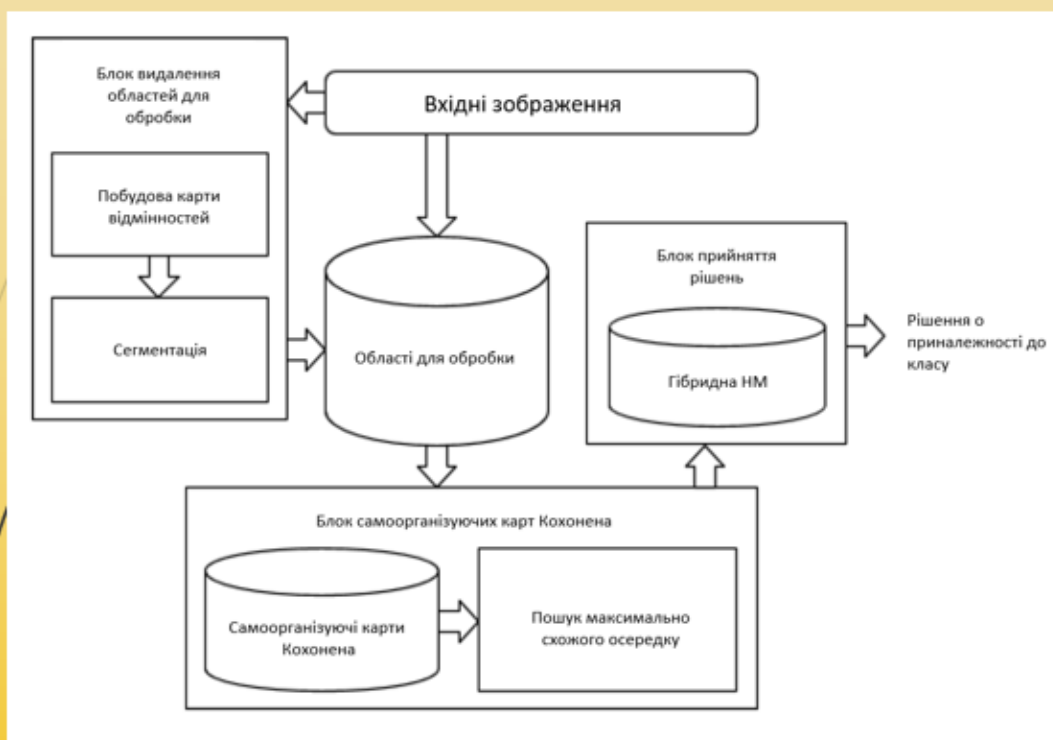 Блок видалення
областей для
обробки
Вхідні зображення
Побудова карти
відмінностей
Сегментація
Області для обробки
Блок прийняття
рішень
Гібридна НМ
Рішення о
приналежності до
класу
Блок самоорганізуючих карт Кохонена
Самоорганізуючі карти
Кохонена
Пошук максимально
схожого осередку